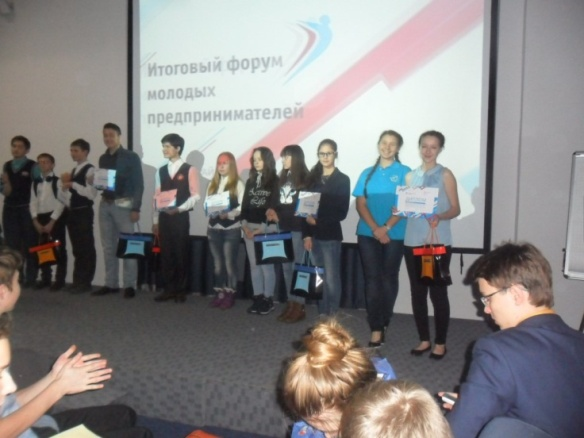 Итоговый форум
молодых
предпринимателей